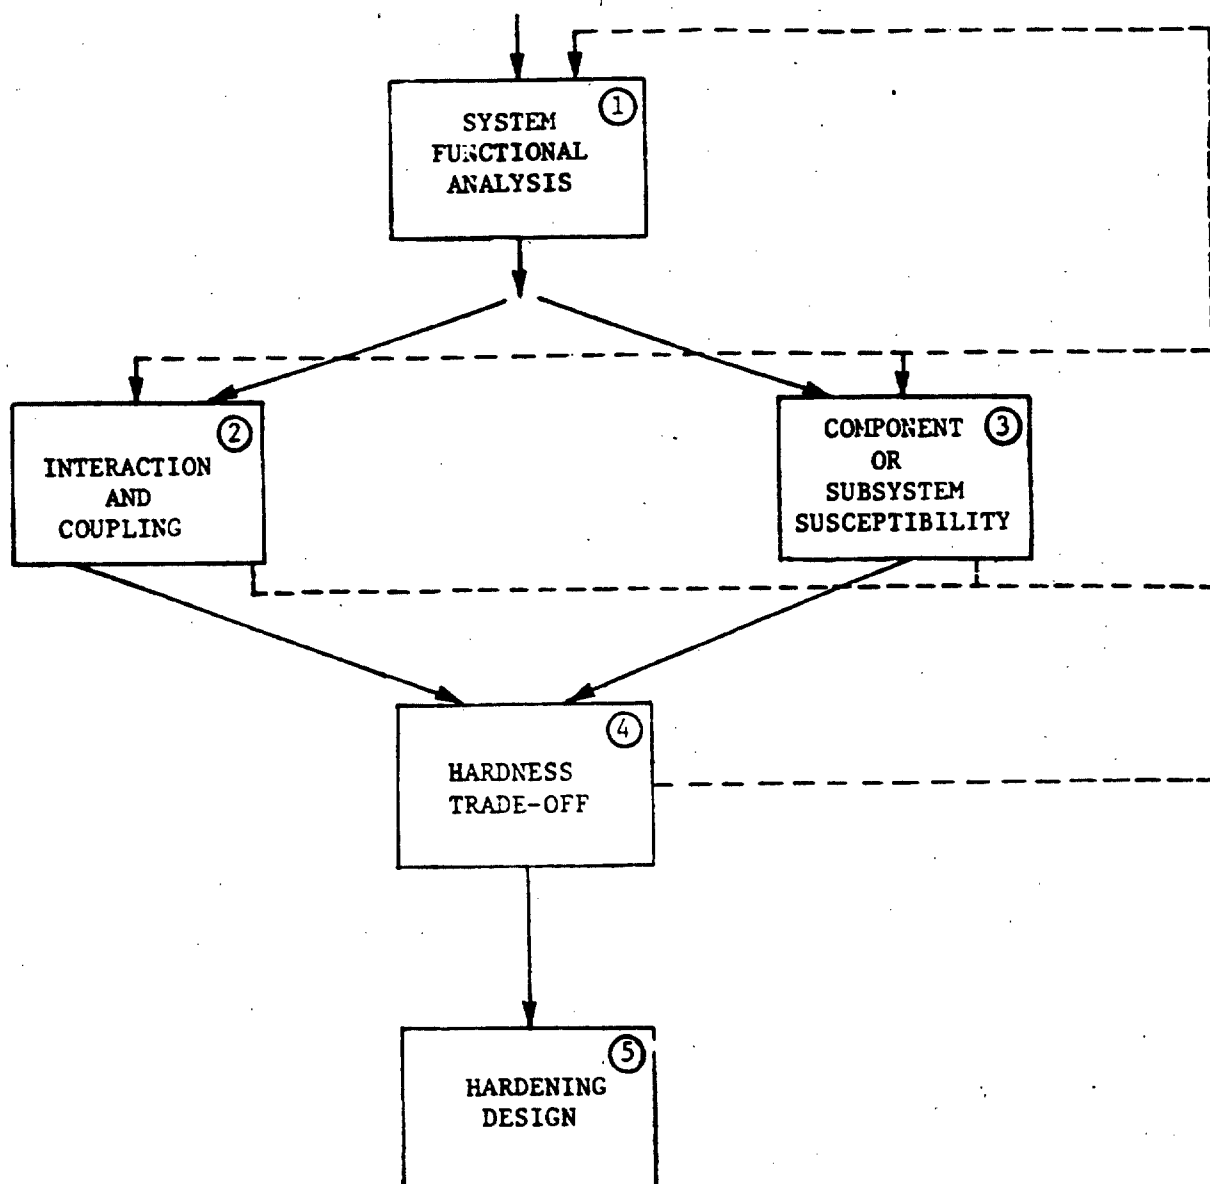 1
SYSTEM
FUNCTIONAL
ANALYSIS
2
INTERACTION
AND
COUPLING
3
COMPONENT
OR
SUBSYSTEM
SUSCEPTIBILITY
4
HARDNESS
TRADE-OFF
5
HARDENING
DESIGN